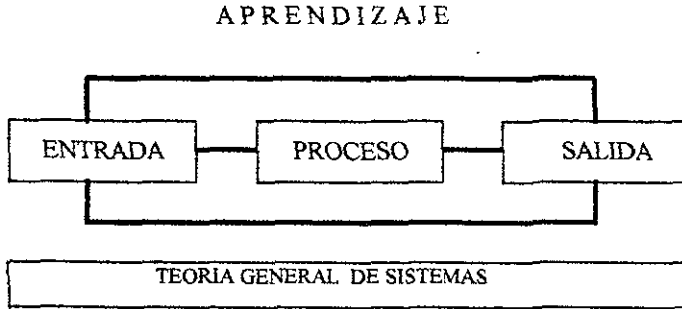 APRENDIZAJE
ENTRADA PROCESO SALIDA
TEORIA GENERAL DE SISTEMAS